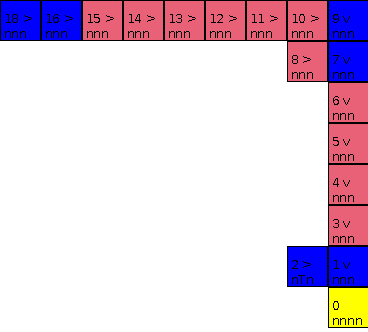 18 > 16 > 15 > 14 > 13 > 12 > 11 > 10 > 9 v
nnn nnn nnn nnn nnn nnn nnn nnn nnn
8 > 7 v
nnn nnn
6 v
nnn
5 v
nnn
4 v
nnn
3 v
nnn
2 > 1 v
nnn nnn
0
nnnn